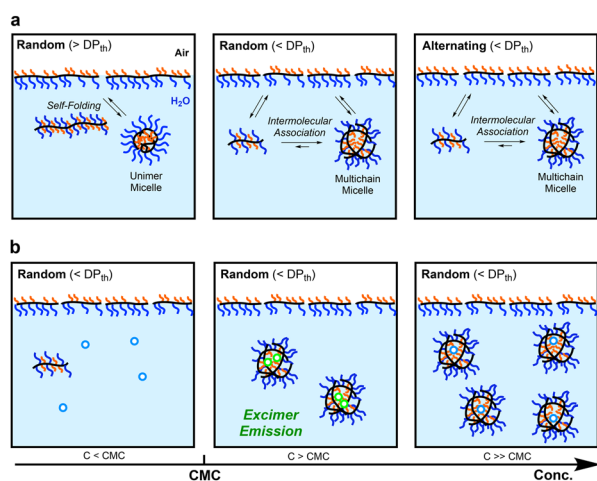 a
Random (> DPth)
Air
Self-Folding
H2O
Unimer
Micelle
Random (< DPth)
Intermolecular
Association
Multichain
Micelle
Alternating (< DPth)
Intermolecular
Association
Multichain
Micelle
b
Random (< DPth)
C < CMC
Random (< DPth)
Excimer
Emission
C > CMC
Random (< DPth)
C >> CMC
CMC
Conc.